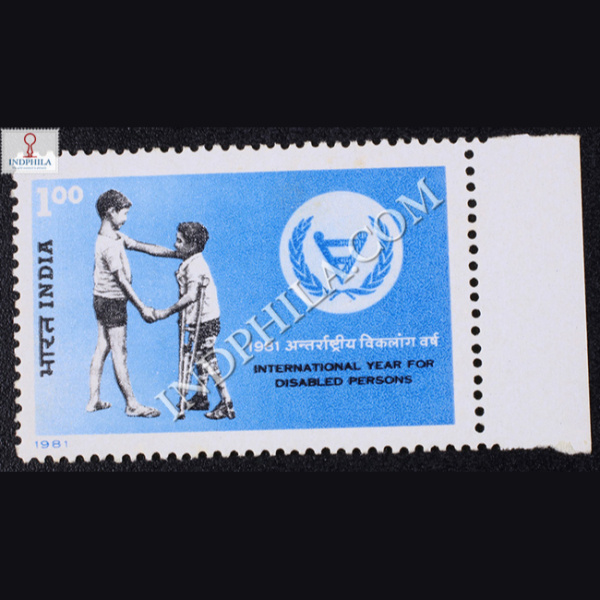 INDPHILA
1.00
भारत INDIA
1981 अन्तर्राष्ट्रीय विकलांग वर्ष
INTERNATIONAL YEAR FOR
DISABLED PERSONS
1981
INDPHILA.COM